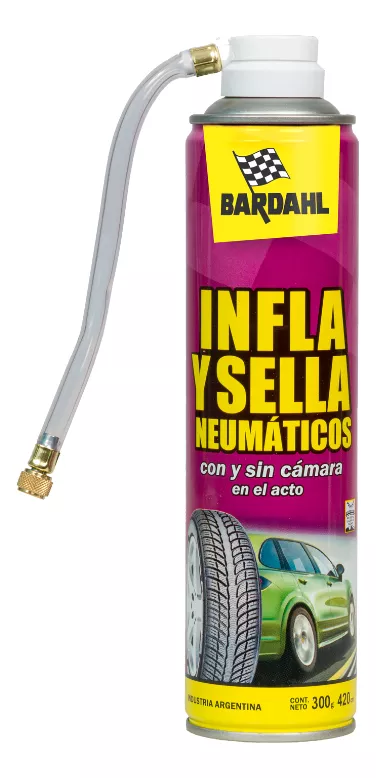 BARDAHL
INFLA
Y SELLA
NEUMÁTICOS
con y sin cámara
en el acto
INDUSTRIA ARGENTINA
CONT. NETO 300g 420